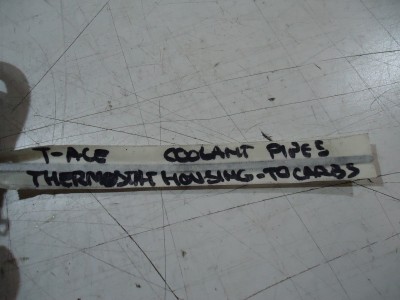 T-ACE COOLANT PIPES
THERMOSTAT HOUSING-TO CARBS